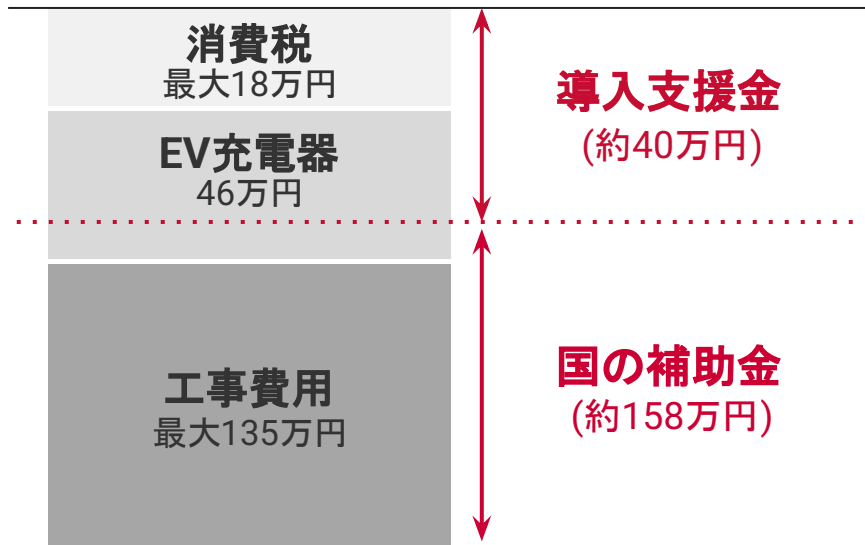 消費税
最大18万円
EV充電器
46万円
工事費用
最大135万円
導入支援金
(約40万円)
国の補助金
(約158万円)